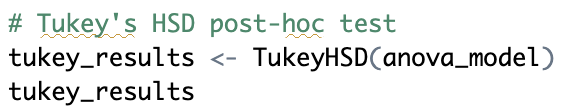 # Tukey's HSD post-hoc test
tukey_results <- TukeyHSD(anova_model)
tukey_results